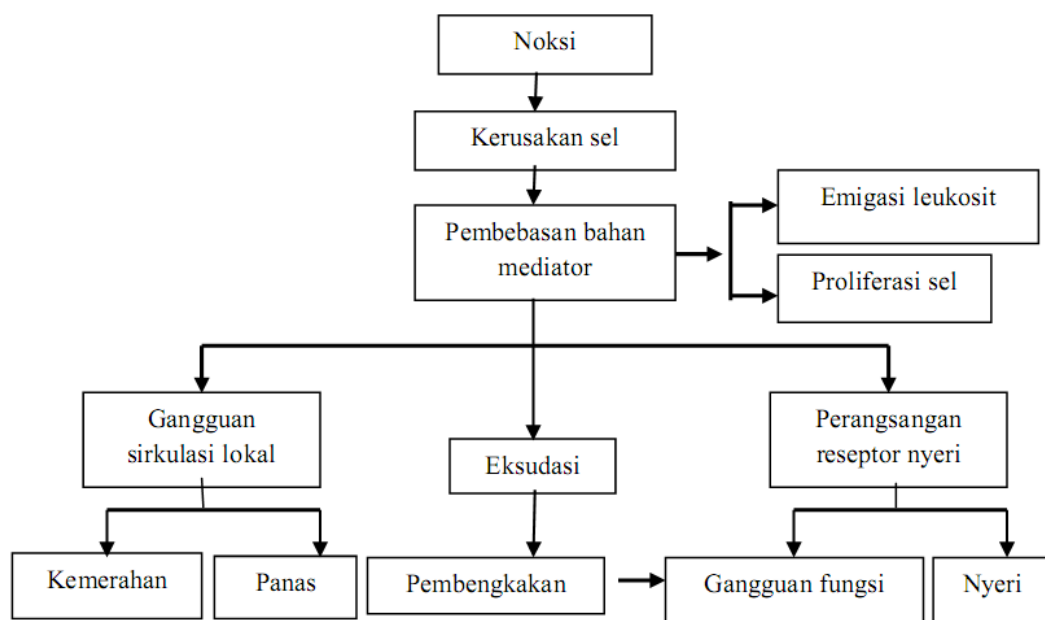 Noksi
Kerusakan sel
Pembebasan bahan
mediator
Emigasi leukosit
Proliferasi sel
Gangguan
sirkulasi lokal
Eksudasi
Perangsangan
reseptor nyeri
Kemerahan
Panas
Pembengkakan
Gangguan fungsi
Nyeri